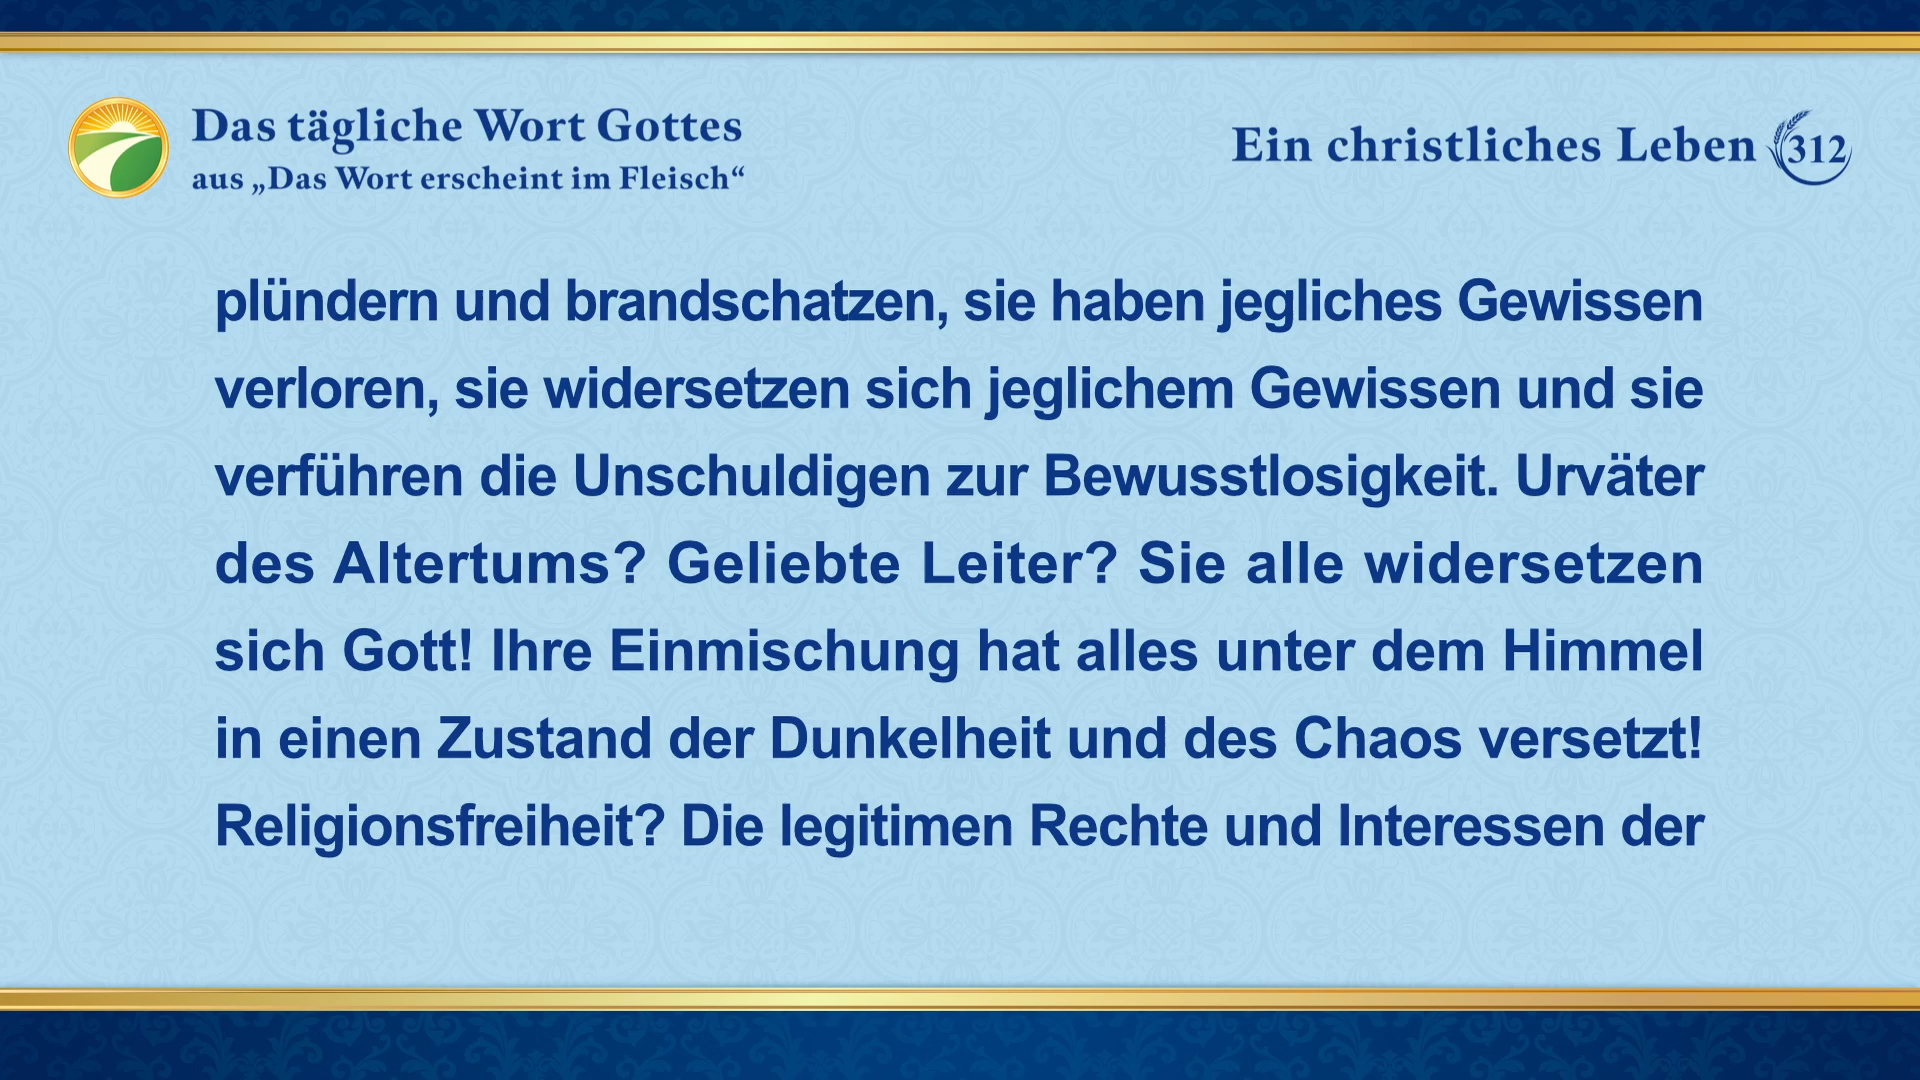 Das tägliche Wort Gottes
aus „Das Wort erscheint im Fleisch“
Ein christliches Leben 312
plündern und brandschatzen, sie haben jegliches Gewissen
verloren, sie widersetzen sich jeglichem Gewissen und sie
verführen die Unschuldigen zur Bewusstlosigkeit. Urväter
des Altertums? Geliebte Leiter? Sie alle widersetzen
sich Gott! Ihre Einmischung hat alles unter dem Himmel
in einen Zustand der Dunkelheit und des Chaos versetzt!
Religionsfreiheit? Die legitimen Rechte und Interessen der